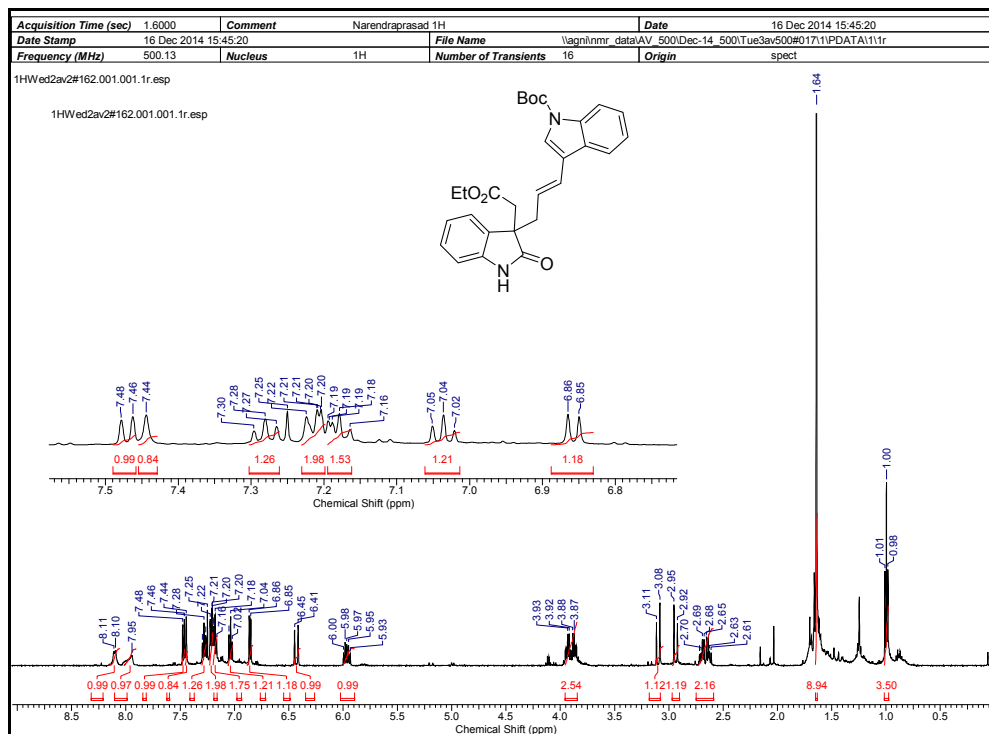 Acquisition Time (sec) 1.6000 Comment Narendraprasad 1H Date 16 Dec 2014 15:45:20
Date Stamp 16 Dec 2014 15:45:20 File Name \\agni\nmr_data\AV_500\Dec-14_500\Tue3av500#017\1\PDATA\1\1r
Frequency (MHz) 500.13 Nucleus 1H Number of Transients 16 Origin spect
1HWed2av2#162.001.001.1r.esp
1HWed2av2#162.001.001.1r.esp
Boc
N
EtO2C
N
H
O
7.48 7.46 7.44 7.30 7.28 7.27 7.25 7.22 7.21 7.21 7.20 7.20 7.19 7.19 7.19 7.18 7.16 7.05 7.04 7.02 6.86 6.85
0.99 0.84 1.26 1.98 1.53 1.21 1.18
7.5 7.4 7.3 7.2 7.1 7.0 6.9 6.8
Chemical Shift (ppm)
8.11 8.10 7.95 7.48 7.46 7.44 7.28 7.25 7.22 7.21 7.20 7.20 7.18 7.16 7.04 7.02 6.86 6.85 6.45 6.41 6.00 5.98 5.97 5.95 5.93 3.93 3.92 3.88 3.87 3.11 3.08 2.95 2.92 2.70 2.69 2.68 2.65 2.63 2.61 1.64 1.01 1.00 0.98
0.99 0.97 0.99 0.84 1.26 1.98 1.75 1.21 1.18 0.99 0.99 2.54 1.12 1.19 2.16 8.94 3.50
8.5 8.0 7.5 7.0 6.5 6.0 5.5 5.0 4.5 4.0 3.5 3.0 2.5 2.0 1.5 1.0 0.5
Chemical Shift (ppm)